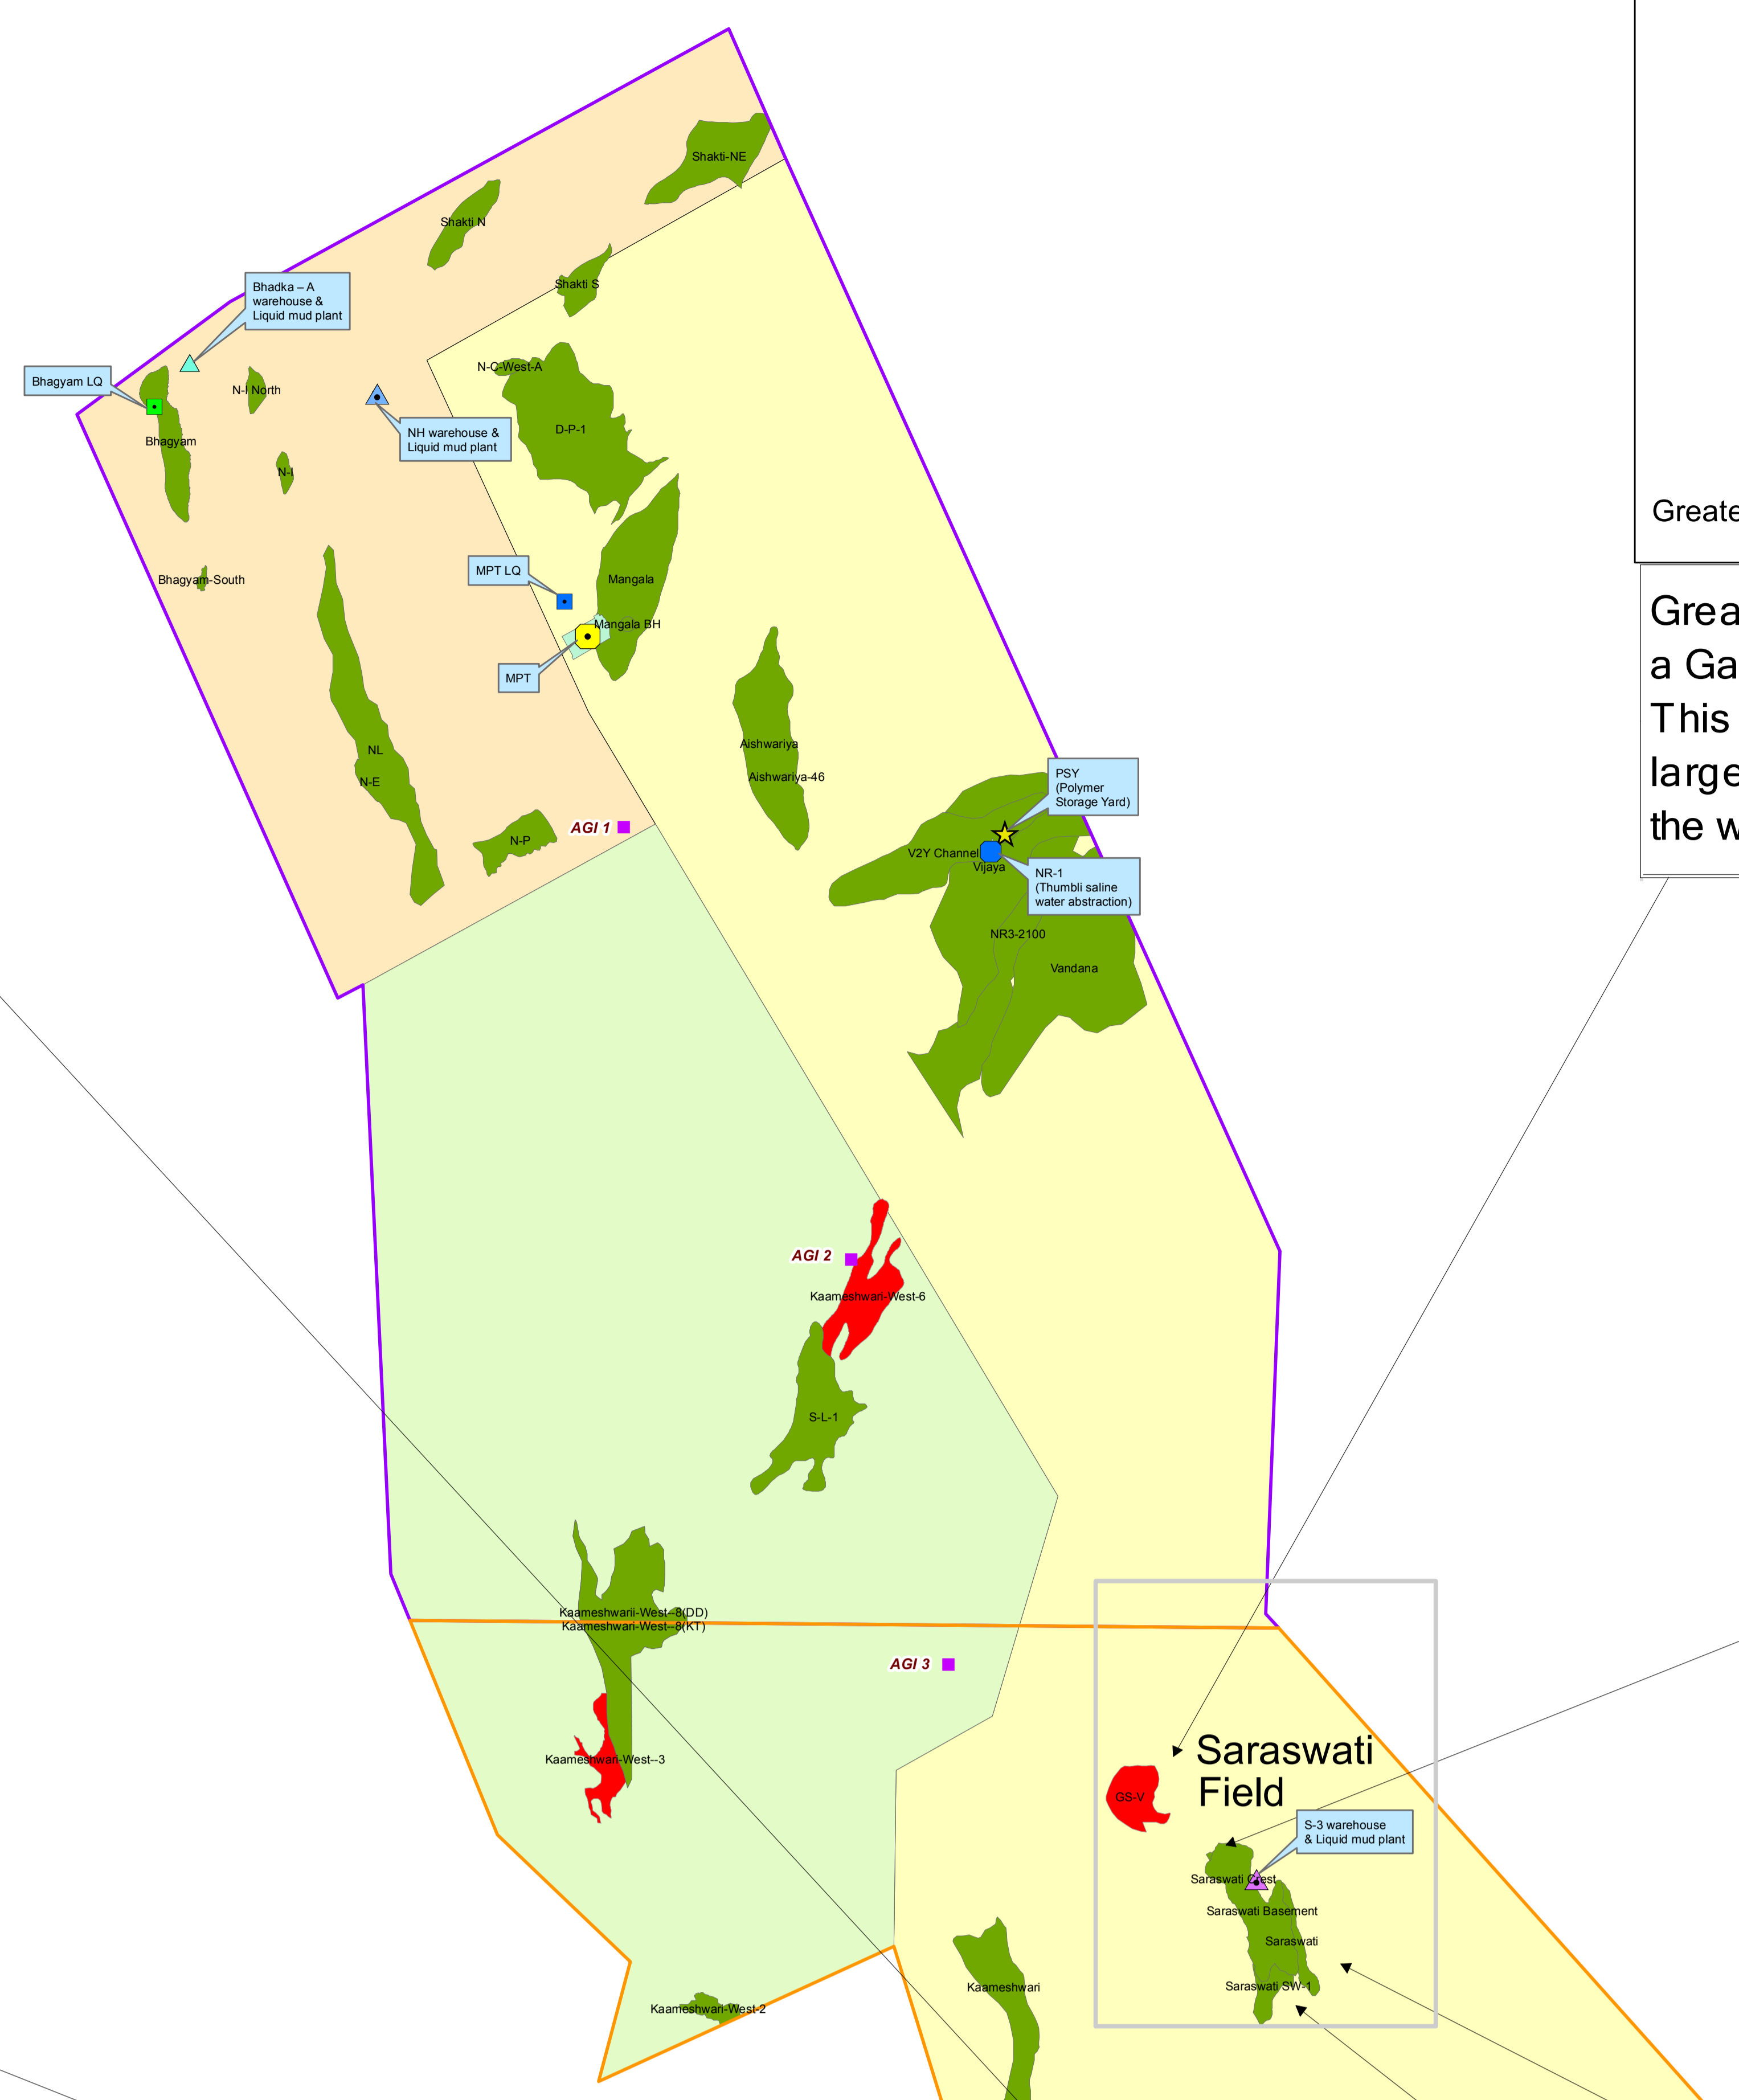 Shakti-NE
Shakti N
Shakti S
Bhadka – A
warehouse &
Liquid mud plant
Bhagyam LQ
N-I North
N-C-West-A
NH warehouse &
Liquid mud plant
D-P-1
Bhagyam
N-I
Greate
Bhagyam-South
MPT LQ
Mangala
Mangala BH
MPT
Grea
a Ga
This
large
the w
NL
N-E
Aishwariya
Aishwariya-46
PSY
(Polymer
Storage Yard)
AGI 1
N-P
V2Y Channel
Vijaya
NR-1
(Thumbli saline
water abstraction)
NR3-2100
Vandana
AGI 2
Kaameshwari-West-6
S-L-1
Kaameshwarii-West--8(DD)
Kaameshwari-West--8(KT)
AGI 3
Kaameshwari-West--3
Saraswati
Field
GS-V
S-3 warehouse
& Liquid mud plant
Saraswati Crest
Saraswati Basement
Saraswati
Saraswati SW-1
Kaameshwari
Kaameshwari-West-2